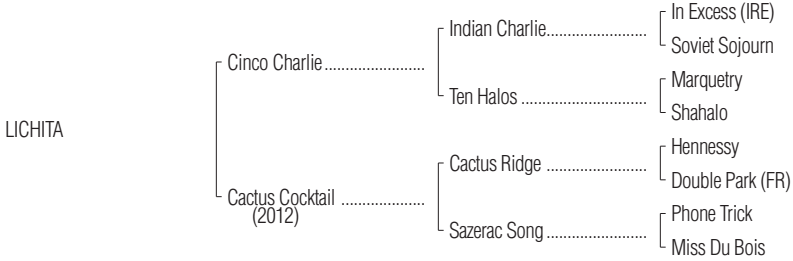 In Excess (IRE)
Indian Charlie.......................
Soviet Sojourn
Cinco Charlie........................
Marquetry
Ten Halos ..............................
Shahalo
LICHITA
Hennessy
Cactus Ridge ........................
Double Park (FR)
Cactus Cocktail ....................
(2012)
Phone Trick
Sazerac Song ........................
Miss Du Bois